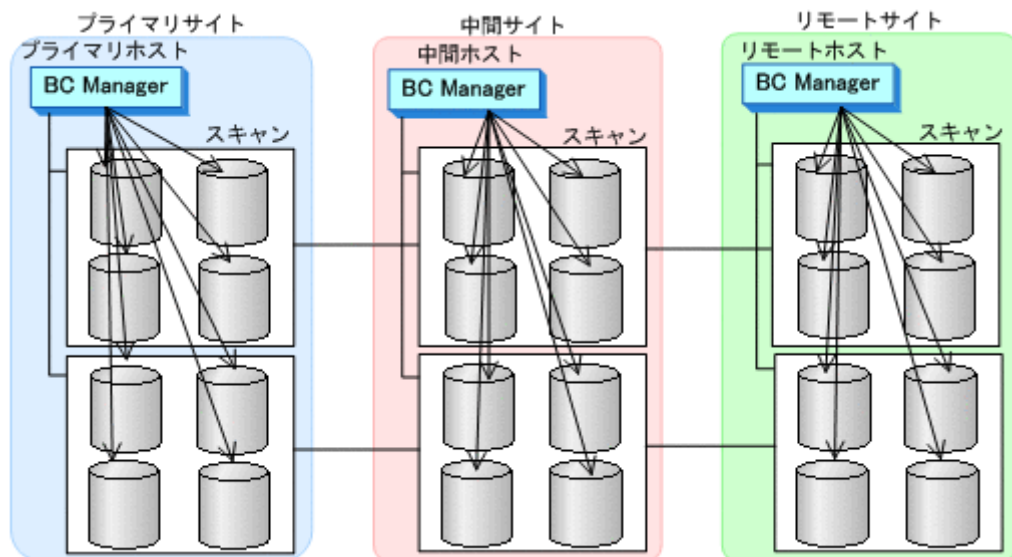 プライマリサイト
プライマリホスト
BC Manager
スキャン
中間サイト
中間ホスト
BC Manager
スキャン
リモートサイト
リモートホスト
BC Manager
スキャン